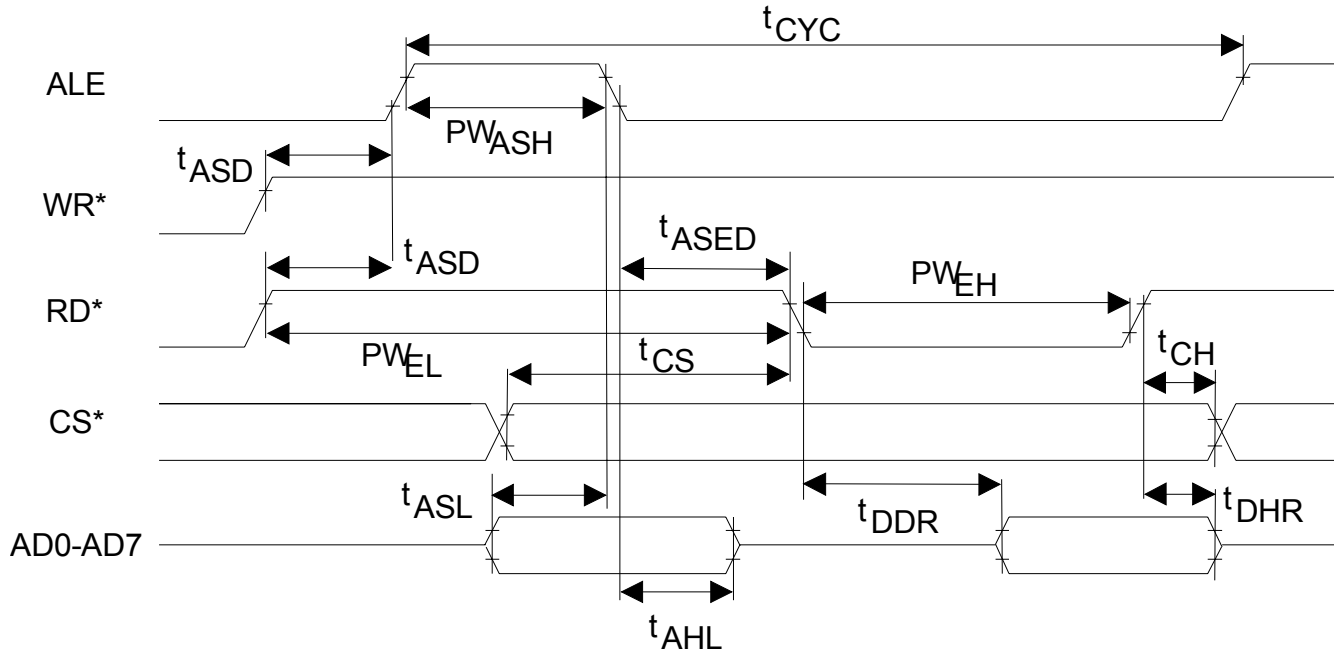 tCYC
ALE
PWASH
tASD
WR*
tASED
tASD
PWEH
RD*
tCH
PWEL
tCS
CS*
tASL
tDDR
tDHR
AD0-AD7
tAHL